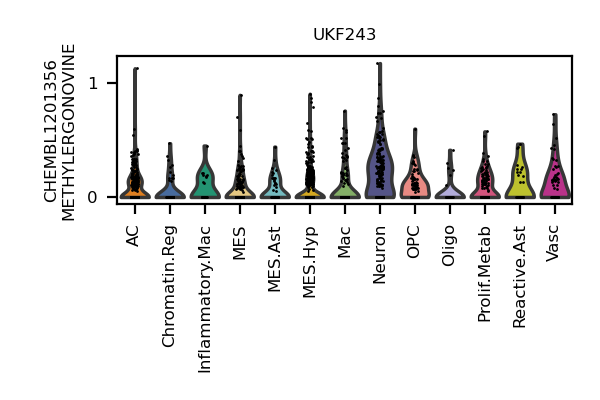 UKF243
CHEMBL1201356
METHYLERGONOVINE
1
0
AC
Chromatin.Reg
Inflammatory.Mac
MES
MES.Ast
MES.Hyp
Mac
Neuron
OPC
Oligo
Prolif.Metab
Reactive.Ast
Vasc